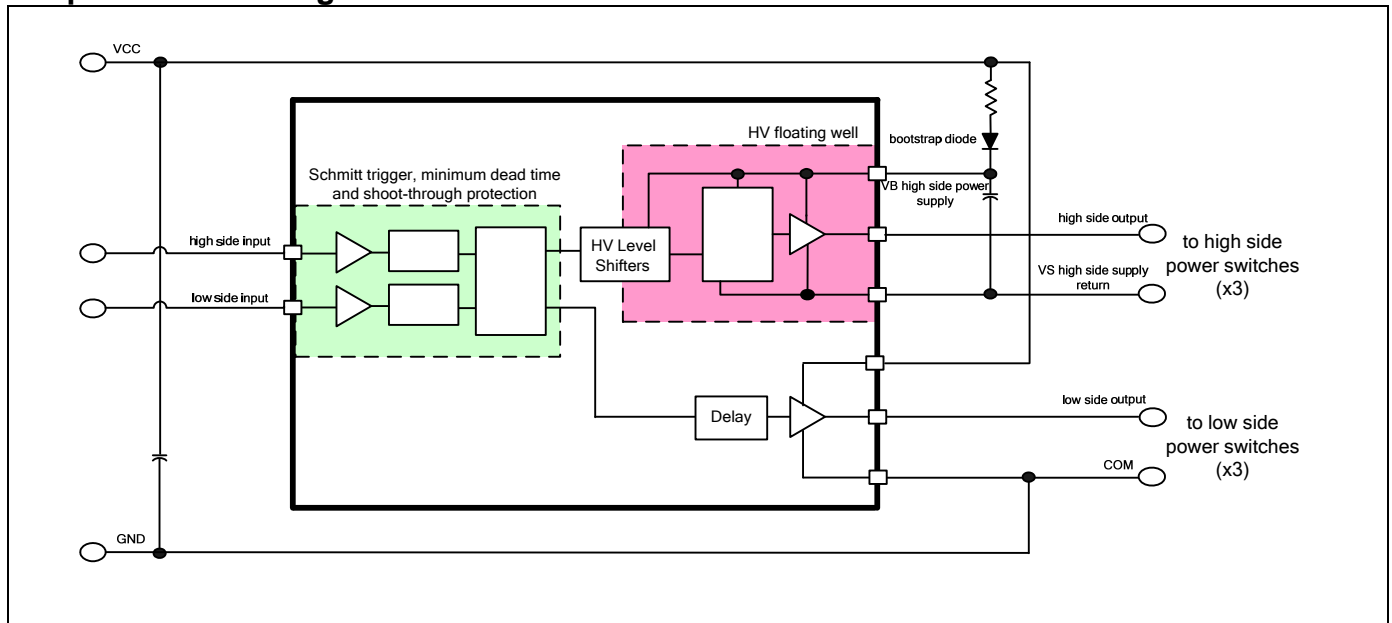 VCC
HV floating well
bootstrap diode
Schmitt trigger, minimum dead time
and shoot-through protection
VB high side power
supply
high side input
HV Level
Shifters
high side output
to high side
power switches
(x3)
VS high side supply
return
low side input
Delay
low side output
to low side
power switches
(x3)
COM
GND